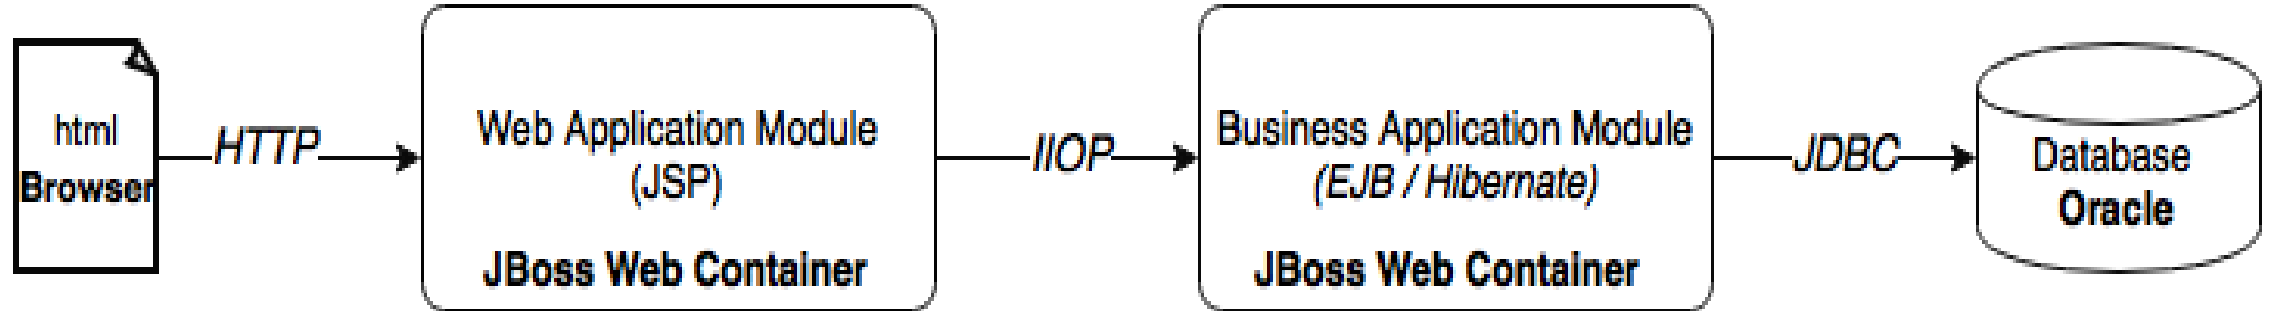 html
Browser
HTTP
Web Application Module
(JSP)
JBoss Web Container
IIOP
Business Application Module
(EJB / Hibernate)
JBoss Web Container
JDBC
Database
Oracle